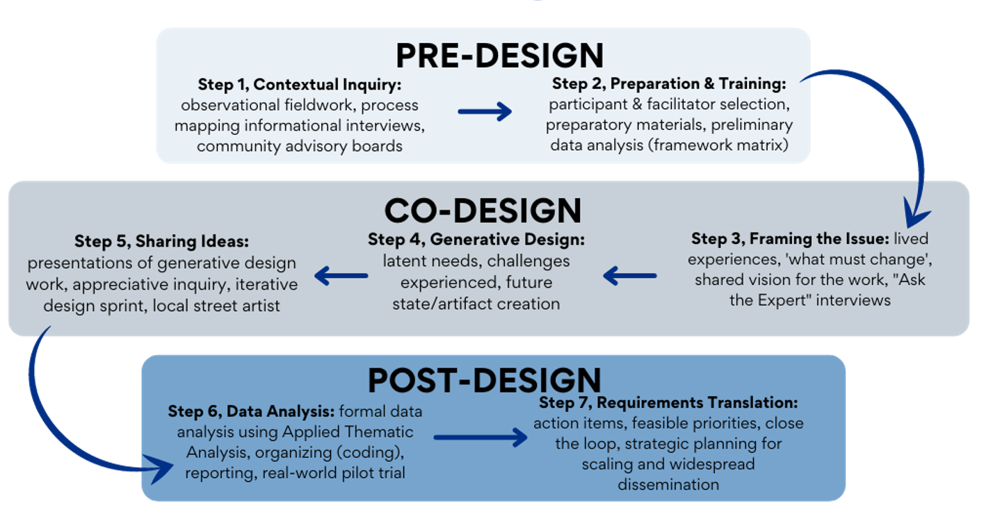 PRE-DESIGN
Step 1, Contextual Inquiry:
observational fieldwork, process
mapping informational interviews,
community advisory boards
Step 2, Preparation & Training:
participant & facilitator selection,
preparatory materials, preliminary
data analysis (framework matrix)
CO-DESIGN
Step 3, Framing the Issue: lived
experiences, 'what must change',
shared vision for the work, "Ask
the Expert" interviews
Step 4, Generative Design:
latent needs, challenges
experienced, future
state/artifact creation
Step 5, Sharing Ideas:
presentations of generative design
work, appreciative inquiry, iterative
design sprint, local street artist
POST-DESIGN
Step 6, Data Analysis: formal data
analysis using Applied Thematic
Analysis, organizing (coding),
reporting, real-world pilot trial
Step 7, Requirements Translation:
action items, feasible priorities, close
the loop, strategic planning for
scaling and widespread
dissemination